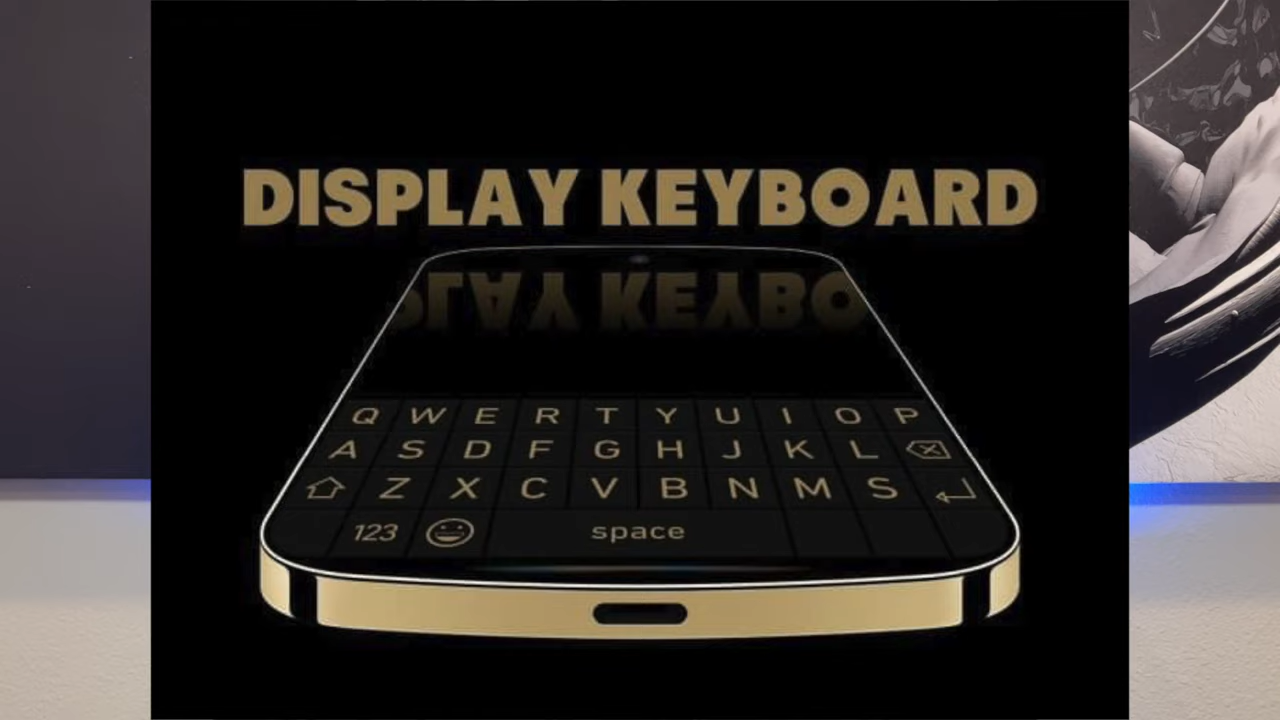 DISPLAY KEYBOARD
Q W E R T Y U I O P
A S D F G H J K L
Z X C V B N M S
123 space